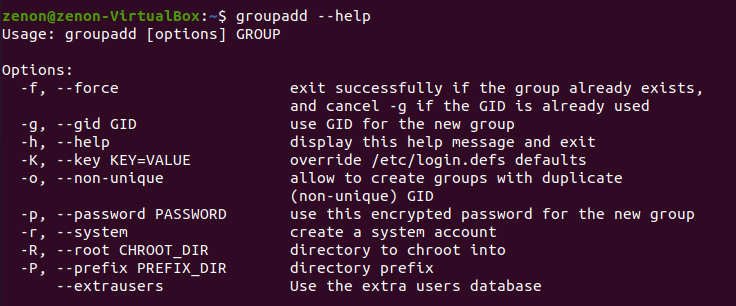 zenon@zenon-VirtualBox:~$ groupadd --help
Usage: groupadd [options] GROUP

Options:
  -f, --force                   exit successfully if the group already exists,
                                and cancel -g if the GID is already used
  -g, --gid GID                 use GID for the new group
  -h, --help                    display this help message and exit
  -K, --key KEY=VALUE           override /etc/login.defs defaults
  -o, --non-unique              allow to create groups with duplicate
                                (non-unique) GID
  -p, --password PASSWORD       use this encrypted password for the new group
  -r, --system                  create a system account
  -R, --root CHROOT_DIR         directory to chroot into
  -P, --prefix PREFIX_DIR       directory prefix
      --extrausers              Use the extra users database